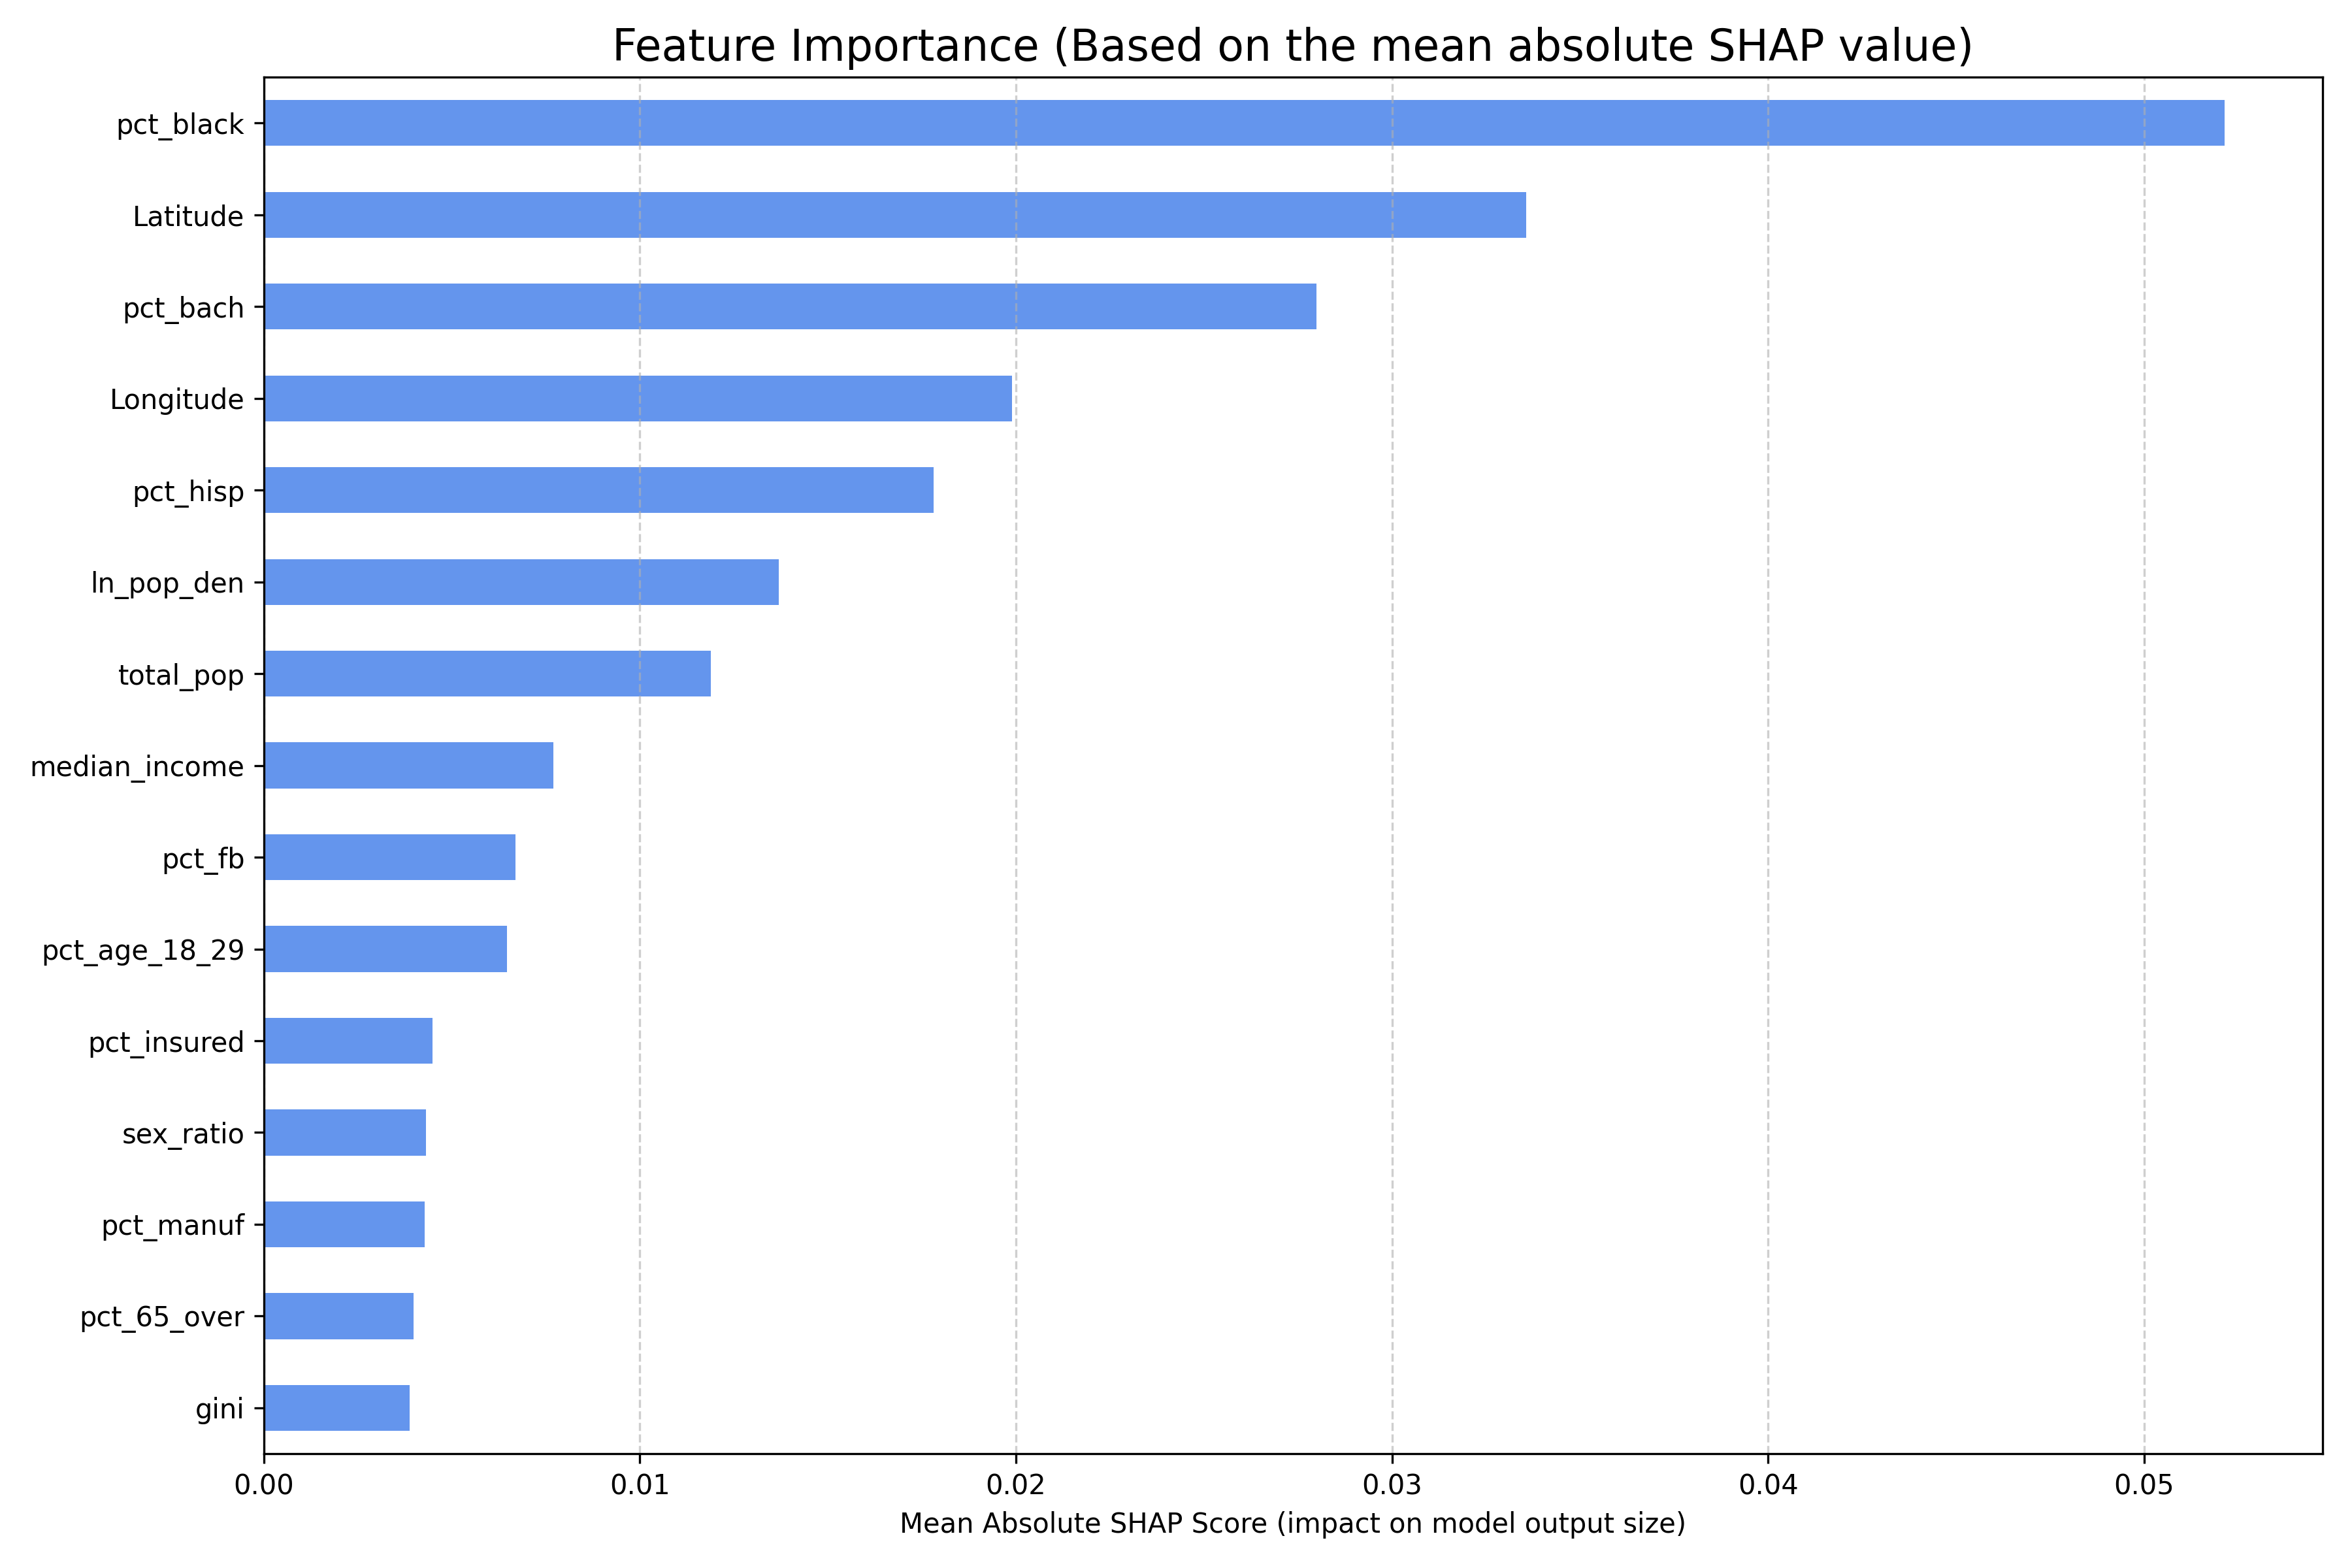 Feature Importance (Based on the mean absolute SHAP value)
pct_black
Latitude
pct_bach
Longitude
pct_hisp
ln_pop_den
total_pop
median_income
pct_fb
pct_age_18_29
pct_insured
sex_ratio
pct_manuf
pct_65_over
gini
0.00 0.01 0.02 0.03 0.04 0.05
Mean Absolute SHAP Score (impact on model output size)